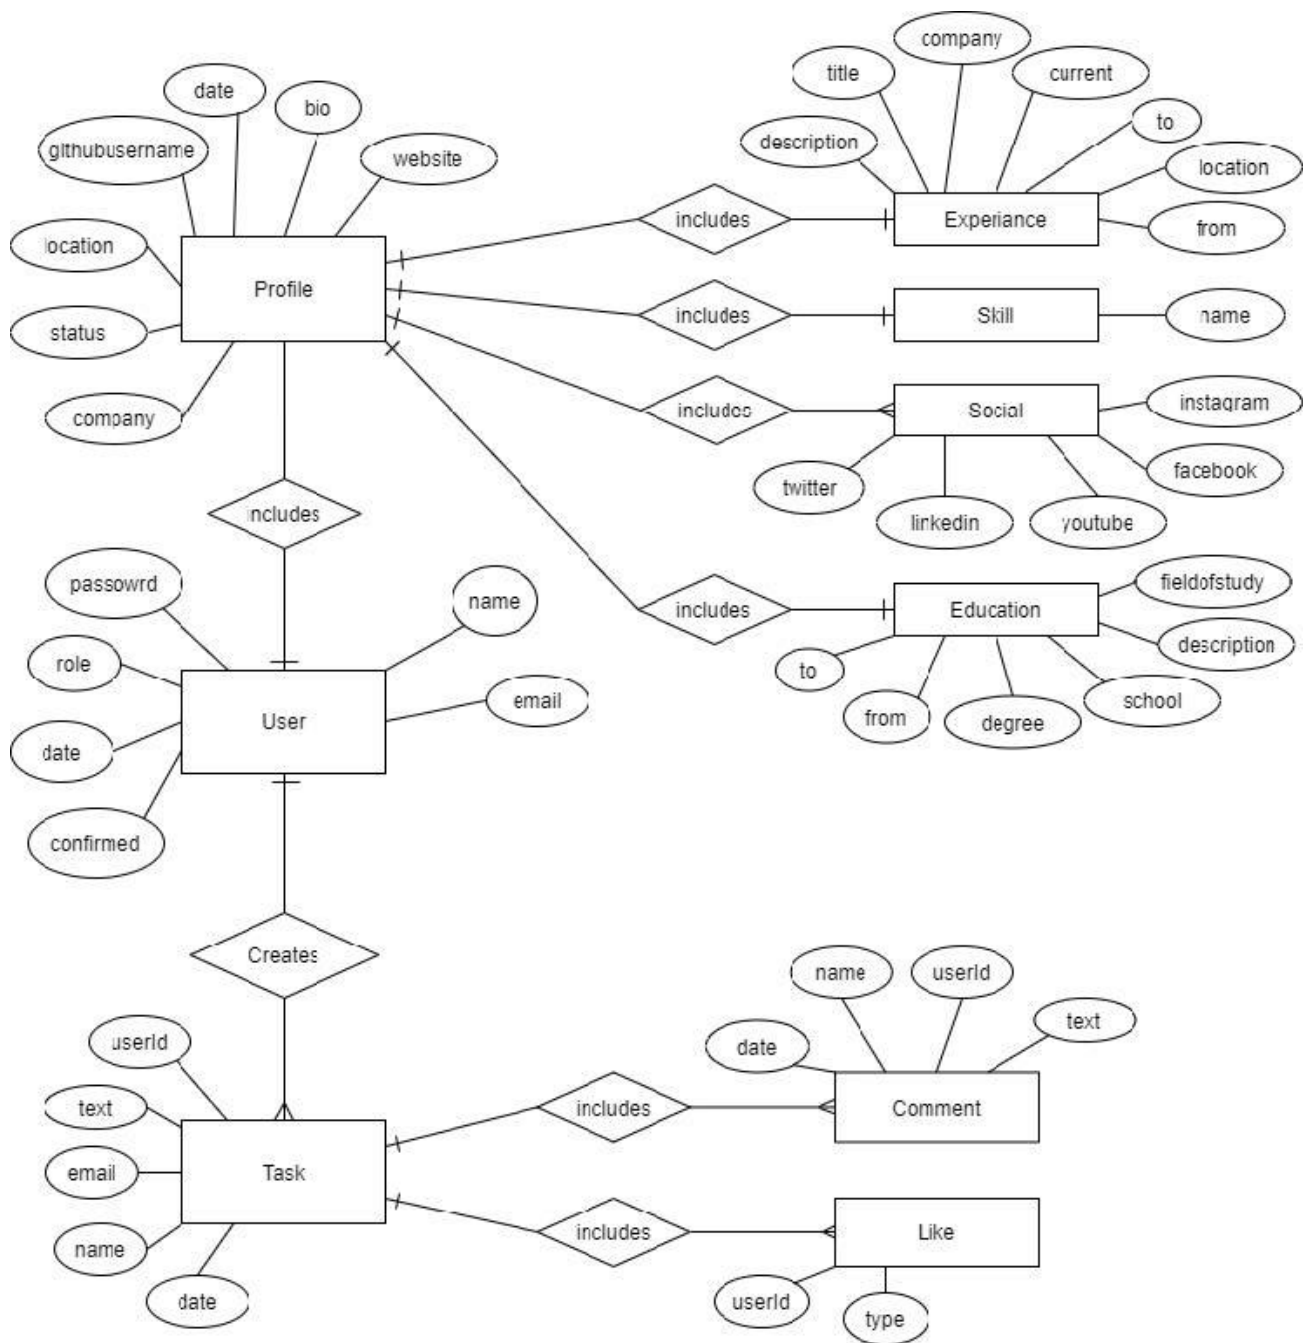 company
title
current
date
bio
to
description
githubusername
website
location
includes
Experiance
location
from
Profile
includes
Skill
name
status
company
includes
Social
instagram
facebook
twitter
linkedin
youtube
includes
passowrd
name
fieldofstudy
includes
Education
description
role
to
email
school
User
from
degree
date
confirmed
Creates
name
userId
text
userId
date
text
includes
Comment
email
Task
name
includes
Like
date
userId
type